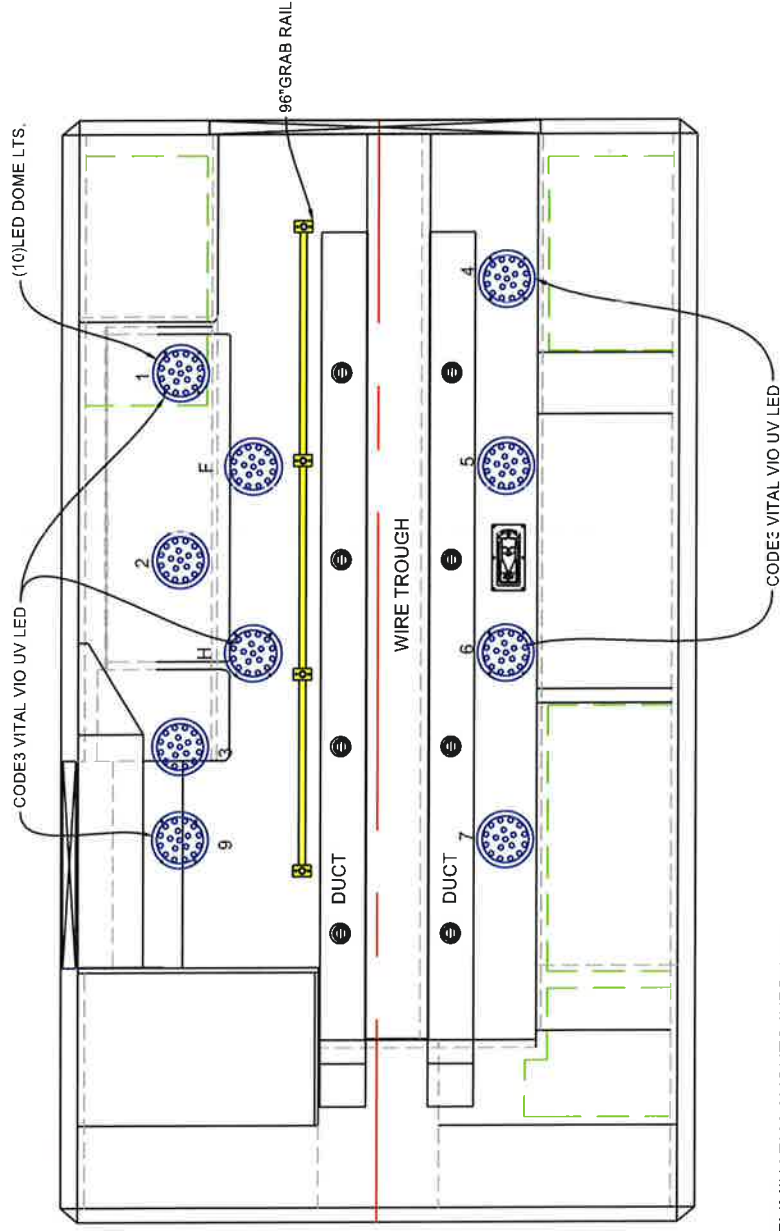 (10)LED DOME LTS.
CODE3 VITAL VIO UV LED
96"GRAB RAIL
1
F
2
H
3
9
DUCT
WIRE TROUGH
DUCT
4
5
6
7
CODE3 VITAL VIO UV LED